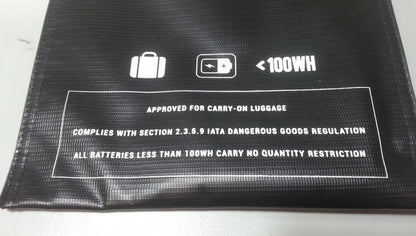 <100WH
APPROVED FOR CARRY-ON LUGGAGE
COMPLIES WITH SECTION 2.3.5.9 IATA DANGEROUS GOODS REGULATION
ALL BATTERIES LESS THAN 100WH CARRY NO QUANTITY RESTRICTION